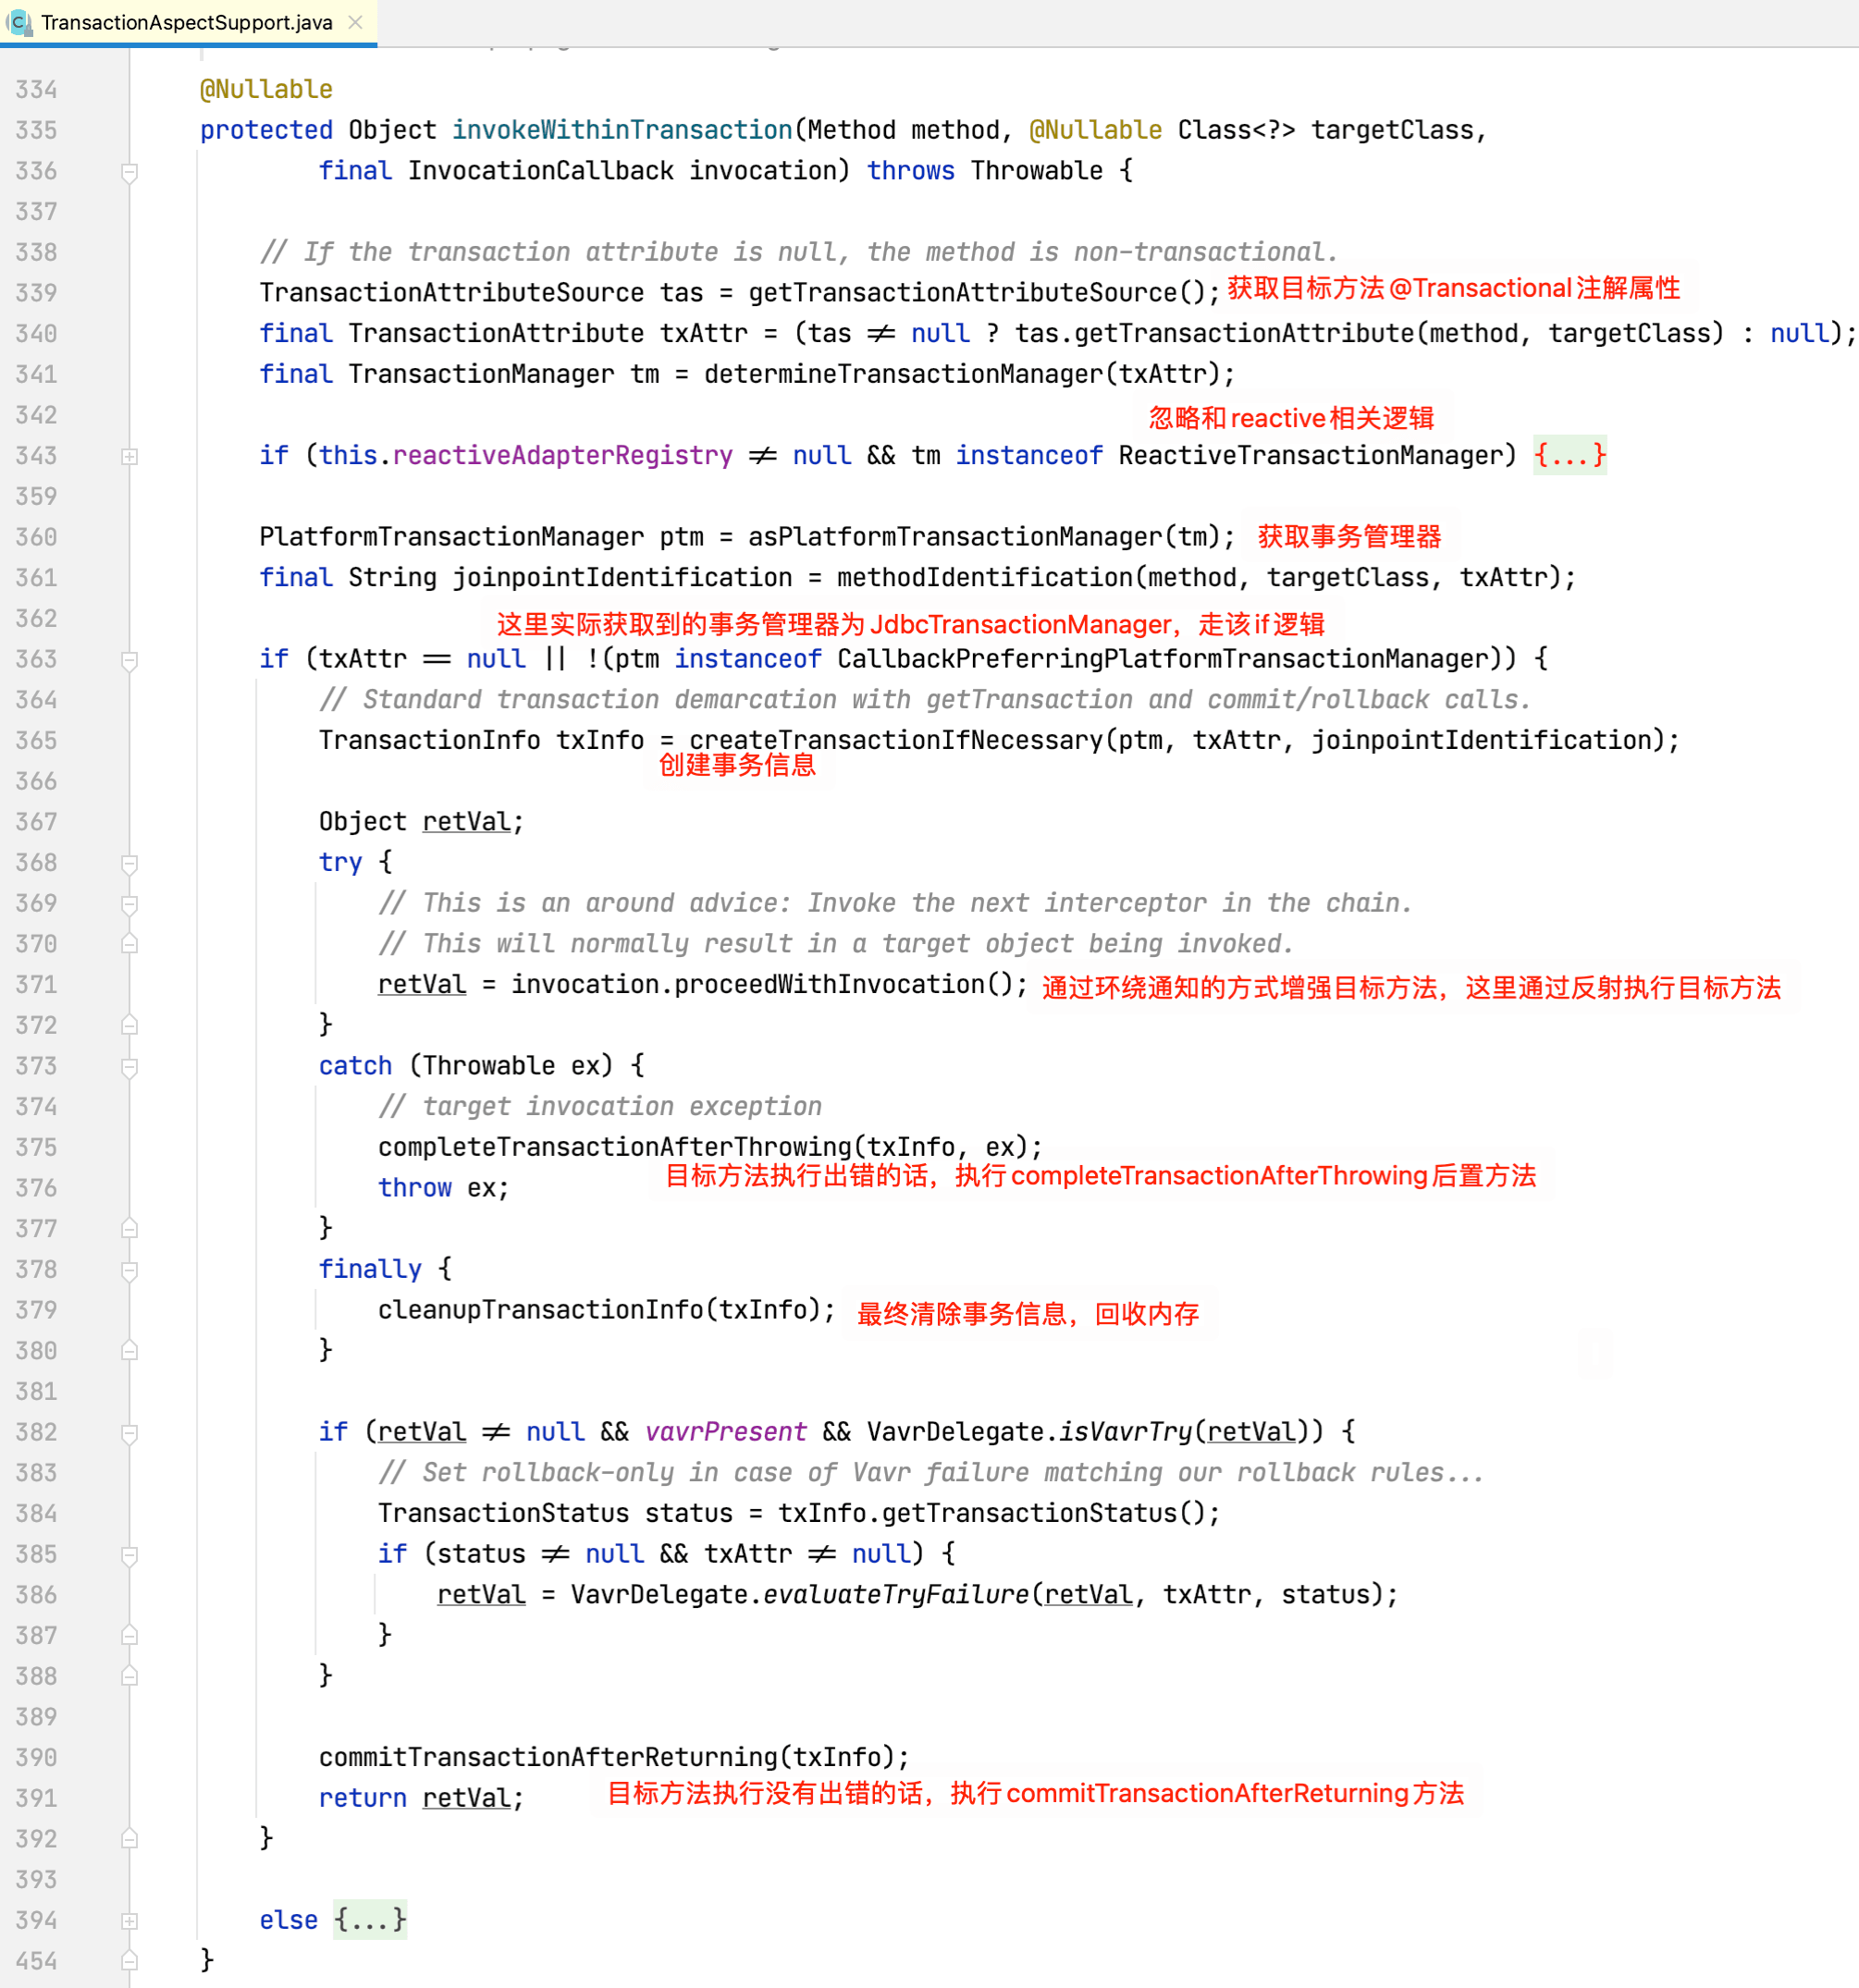 TransactionAspectSupport.java
334 @Nullable
335 protected Object invokeWithinTransaction(Method method, @Nullable Class<?> targetClass,
336 final InvocationCallback invocation) throws Throwable {
337
338 // If the transaction attribute is null, the method is non-transactional.
339 TransactionAttributeSource tas = getTransactionAttributeSource(); 获取目标方法@Transactional注解属性
340 final TransactionAttribute txAttr = (tas != null ? tas.getTransactionAttribute(method, targetClass) : null);
341 final TransactionManager tm = determineTransactionManager(txAttr);
342 忽略和reactive相关逻辑
343 if (this.reactiveAdapterRegistry != null && tm instanceof ReactiveTransactionManager) {...}
359
360 PlatformTransactionManager ptm = asPlatformTransactionManager(tm); 获取事务管理器
361 final String joinpointIdentification = methodIdentification(method, targetClass, txAttr);
362 这里实际获取到的事务管理器为JdbcTransactionManager，走该if逻辑
363 if (txAttr == null || !(ptm instanceof CallbackPreferringPlatformTransactionManager)) {
364 // Standard transaction demarcation with getTransaction and commit/rollback calls.
365 TransactionInfo txInfo = createTransactionIfNecessary(ptm, txAttr, joinpointIdentification);
创建事务信息
366
367 Object retVal;
368 try {
369 // This is an around advice: Invoke the next interceptor in the chain.
370 // This will normally result in a target object being invoked.
371 retVal = invocation.proceedWithInvocation(); 通过环绕通知的方式增强目标方法，这里通过反射执行目标方法
372 }
373 catch (Throwable ex) {
374 // target invocation exception
375 completeTransactionAfterThrowing(txInfo, ex);
目标方法执行出错的话，执行completeTransactionAfterThrowing后置方法
376 throw ex;
377 }
378 finally {
379 cleanupTransactionInfo(txInfo); 最终清除事务信息，回收内存
380 }
381
382 if (retVal != null && vavrPresent && VavrDelegate.isVavrTry(retVal)) {
383 // Set rollback-only in case of Vavr failure matching our rollback rules...
384 TransactionStatus status = txInfo.getTransactionStatus();
385 if (status != null && txAttr != null) {
386 retVal = VavrDelegate.evaluateTryFailure(retVal, txAttr, status);
387 }
388 }
389
390 commitTransactionAfterReturning(txInfo);
391 return retVal; 目标方法执行没有出错的话，执行commitTransactionAfterReturning方法
392 }
393
394 else {...}
454 }